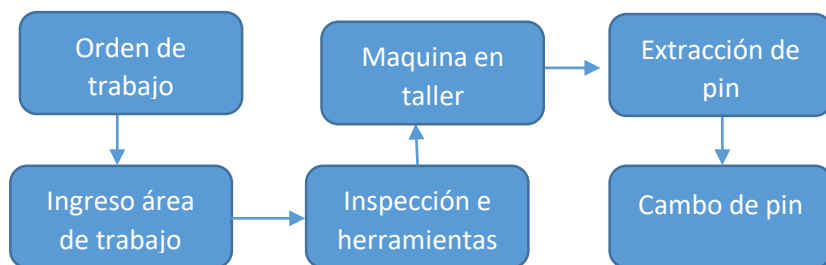 Orden de
trabajo
Ingreso área
de trabajo
Inspección e
herramientas
Maquina en
taller
Extracción de
pin
Cambo de pin